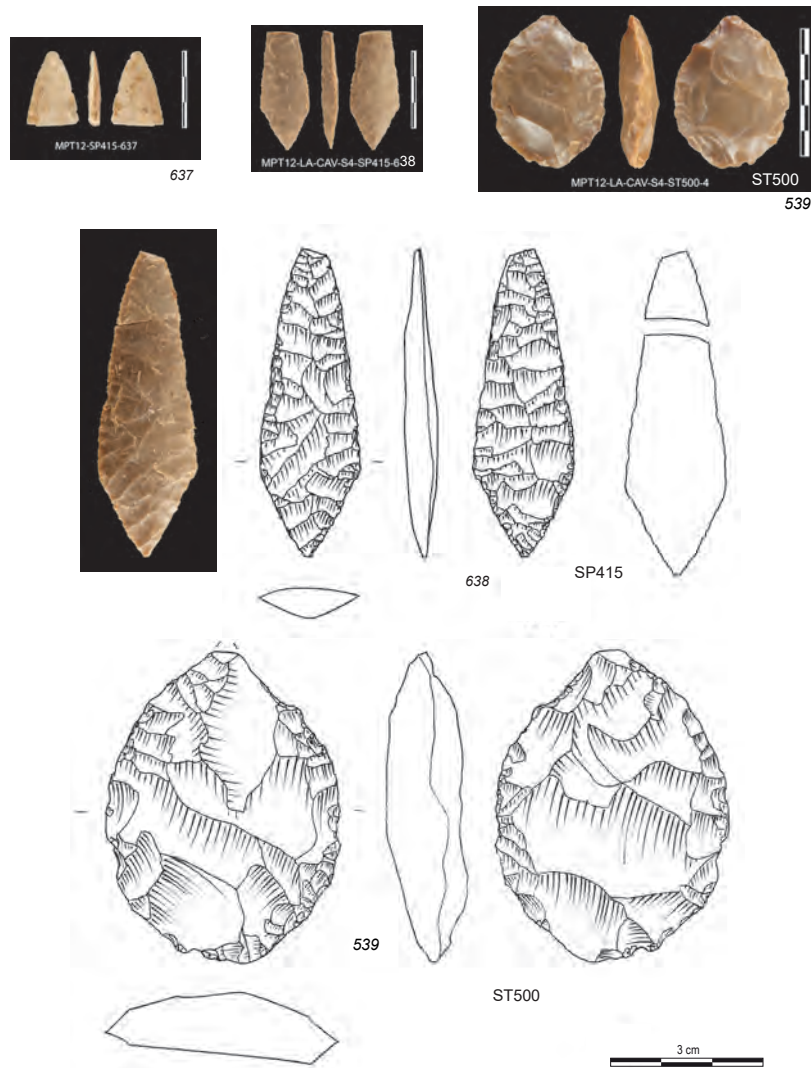 MPT12-SP415-637
637
MPT12-LA-CAV-S4-SP415-638
MPT12-LA-CAV-S4-ST500-4
ST500
539
638
SP415
539
ST500
3 cm